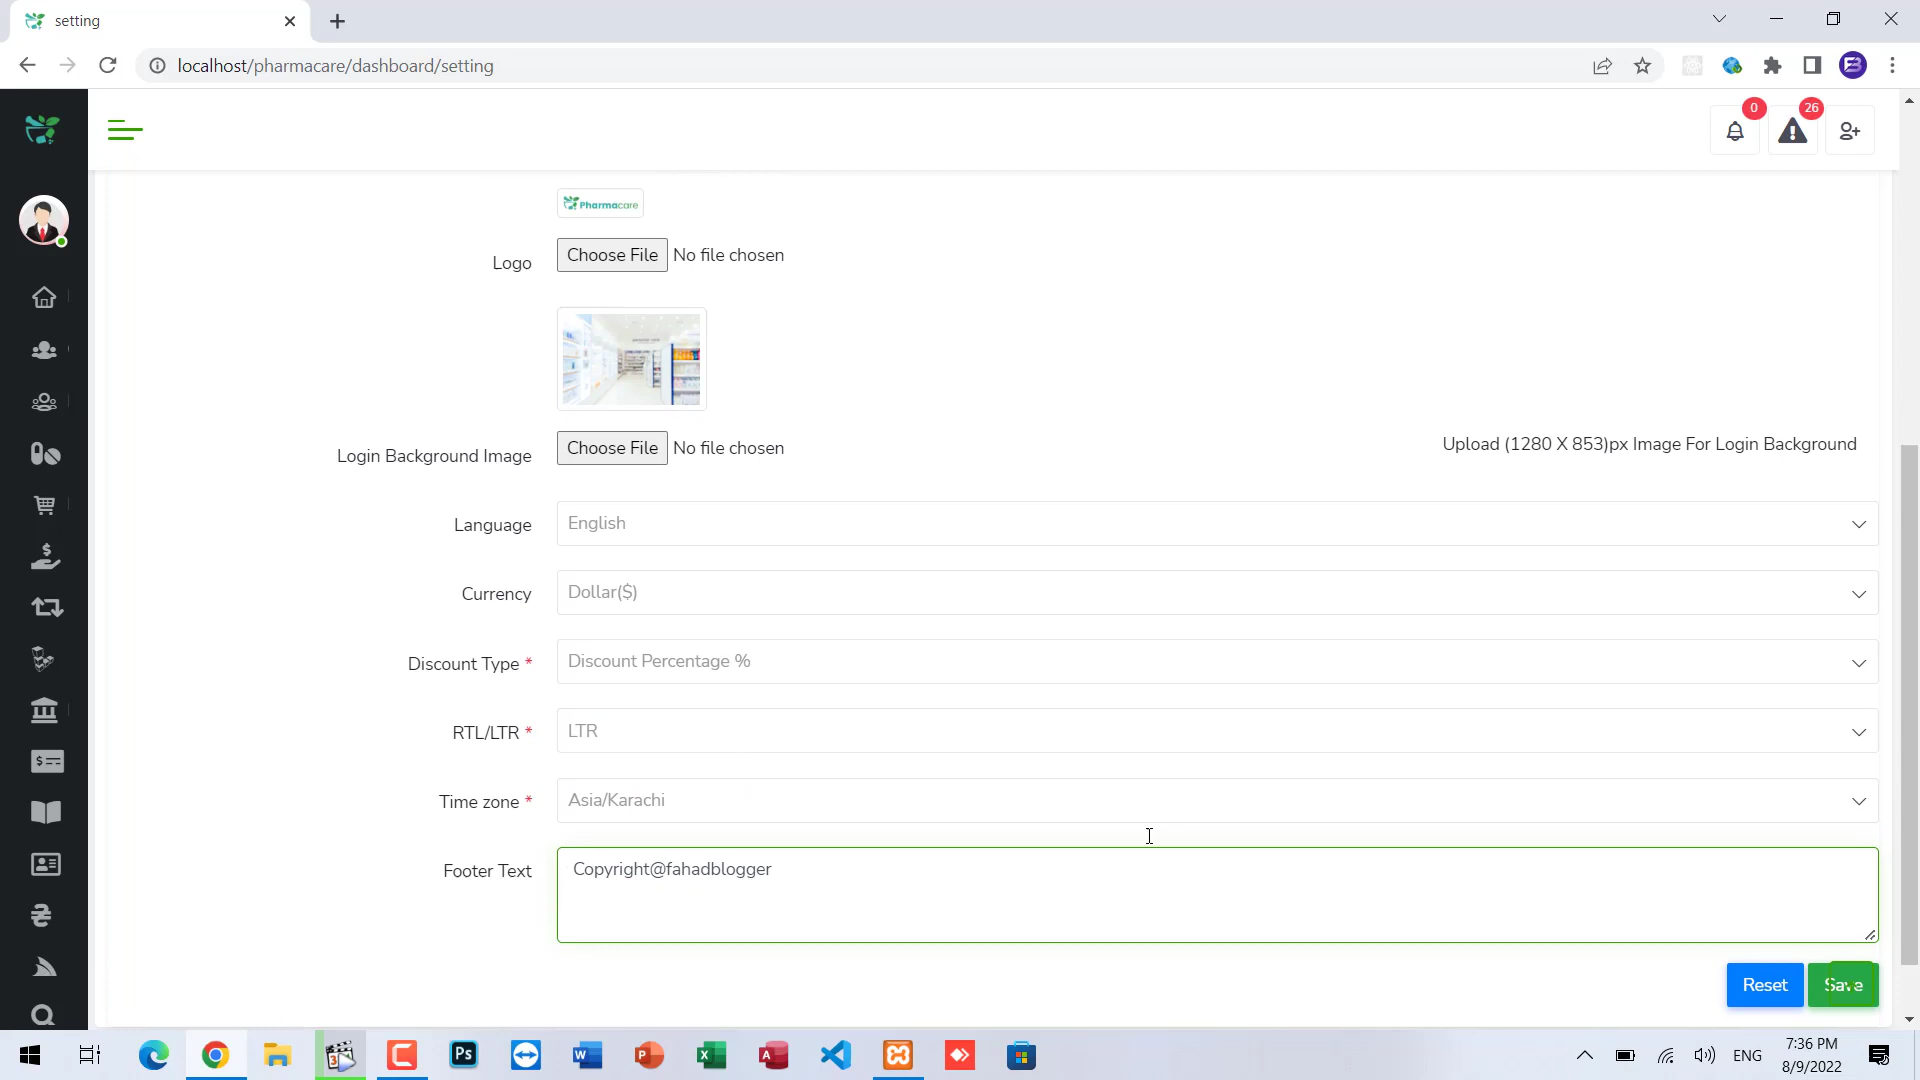 setting
localhost/pharmacare/dashboard/setting
0
26
Pharmacare
Logo
Choose File No file chosen
Login Background Image
Choose File No file chosen
Upload (1280 X 853)px Image For Login Background
Language
English
Currency
Dollar($)
Discount Type *
Discount Percentage %
RTL/LTR *
LTR
Time zone *
Asia/Karachi
Footer Text
Copyright@fahadblogger
Reset
Save
ENG
7:36 PM
8/9/2022